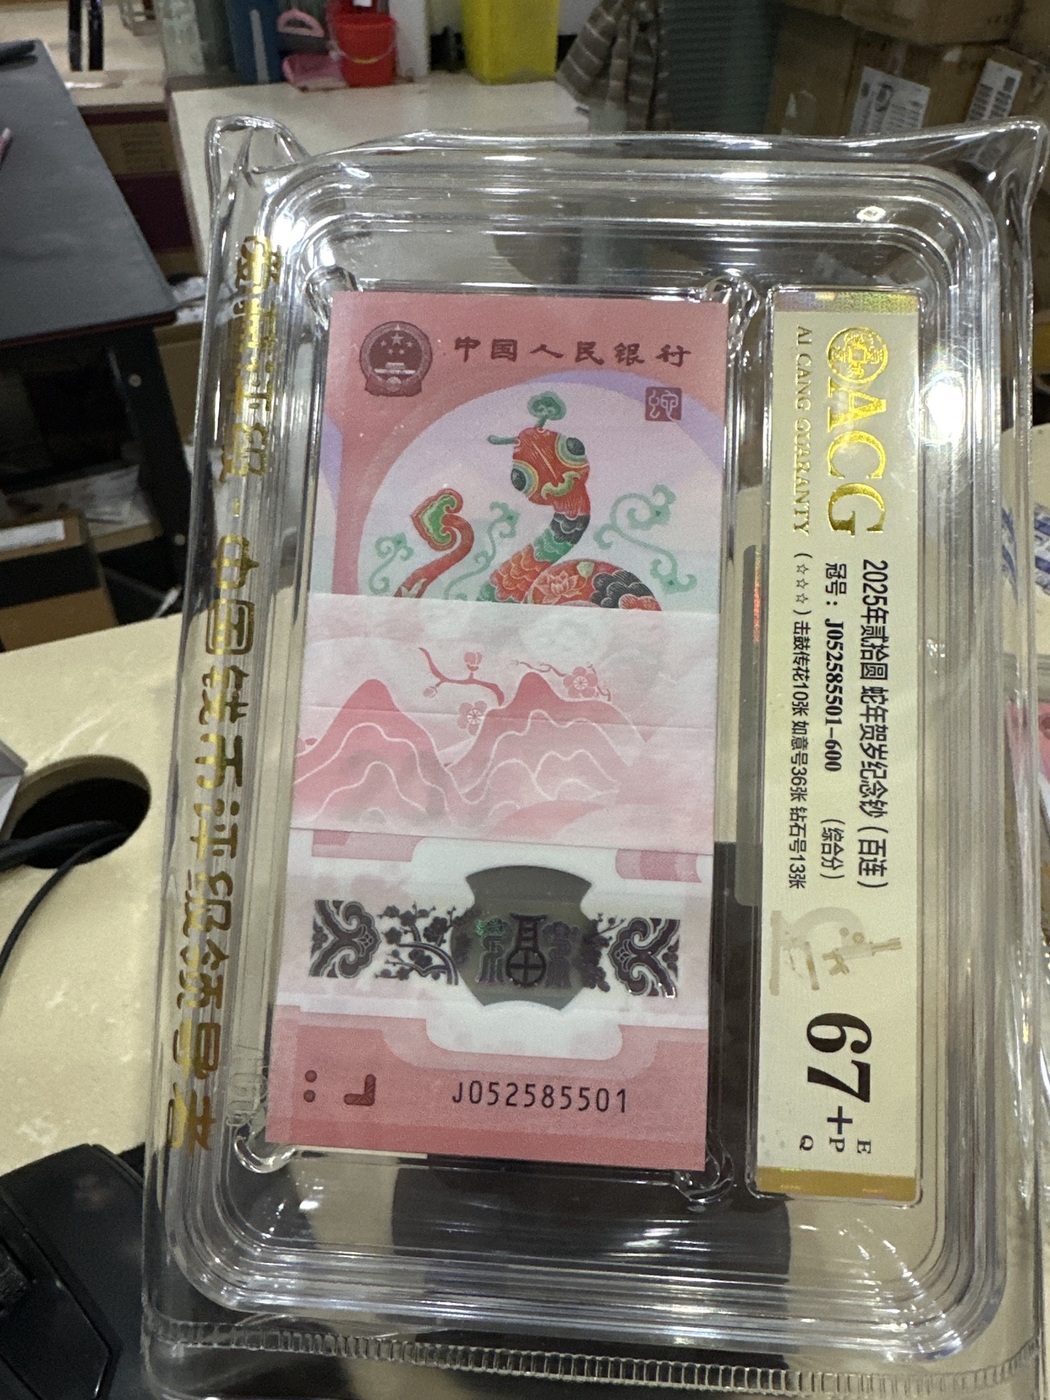 中国人民银行
蛇
福
J052585501
中国钱币评级领导者
ACG
AI CANG GUARANTY
2025年贰拾圆 蛇年贺岁纪念钞（百连）
冠号：J052585501-600 （综合分）
(☆☆☆) 击鼓传花10张 如意号36张 钻石号13张
67+
E
P
Q